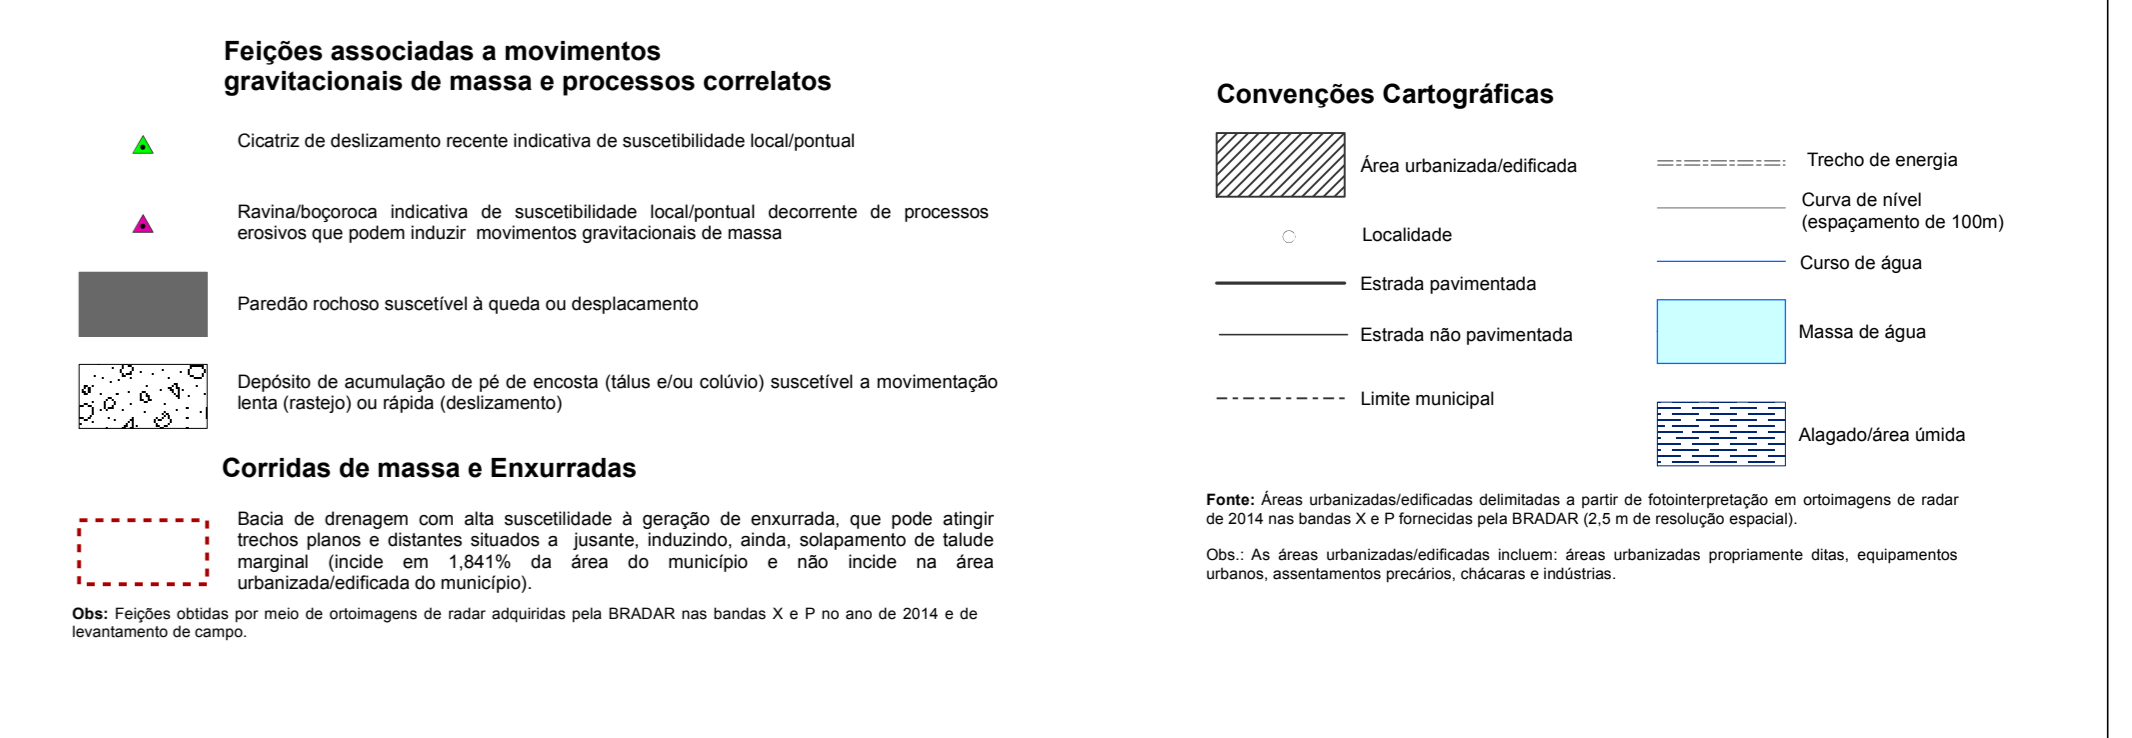 Feições associadas a movimentos
gravitacionais de massa e processos correlatos
Cicatriz de deslizamento recente indicativa de suscetibilidade local/pontual
Ravina/boçoroca indicativa de suscetibilidade local/pontual decorrente de processos
erosivos que podem induzir movimentos gravitacionais de massa
Paredão rochoso suscetível à queda ou desplacamento
Depósito de acumulação de pé de encosta (tálus e/ou colúvio) suscetível a movimentação
lenta (rastejo) ou rápida (deslizamento)
Corridas de massa e Enxurradas
Bacia de drenagem com alta suscetilidade à geração de enxurrada, que pode atingir
trechos planos e distantes situados a jusante, induzindo, ainda, solapamento de talude
marginal (incide em 1,841% da área do município e não incide na área
urbanizada/edificada do município).
Obs: Feições obtidas por meio de ortoimagens de radar adquiridas pela BRADAR nas bandas X e P no ano de 2014 e de
levantamento de campo.
Convenções Cartográficas
Área urbanizada/edificada
Localidade
Estrada pavimentada
Estrada não pavimentada
Limite municipal
Trecho de energia
Curva de nível
(espaçamento de 100m)
Curso de água
Massa de água
Alagado/área úmida
Fonte: Áreas urbanizadas/edificadas delimitadas a partir de fotointerpretação em ortoimagens de radar
de 2014 nas bandas X e P fornecidas pela BRADAR (2,5 m de resolução espacial).
Obs.: As áreas urbanizadas/edificadas incluem: áreas urbanizadas propriamente ditas, equipamentos
urbanos, assentamentos precários, chácaras e indústrias.